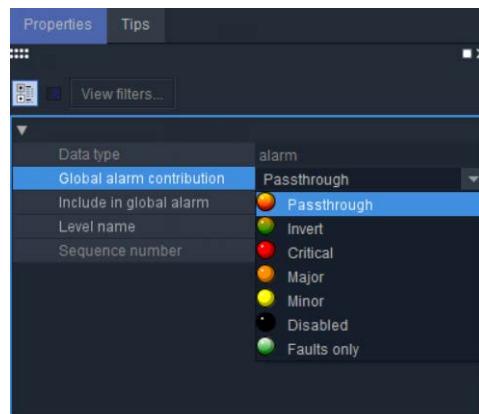 Properties Tips
View filters...
Data type alarm
Global alarm contribution Passthrough
Include in global alarm Passthrough
Level name Invert
Sequence number Critical
Major
Minor
Disabled
Faults only